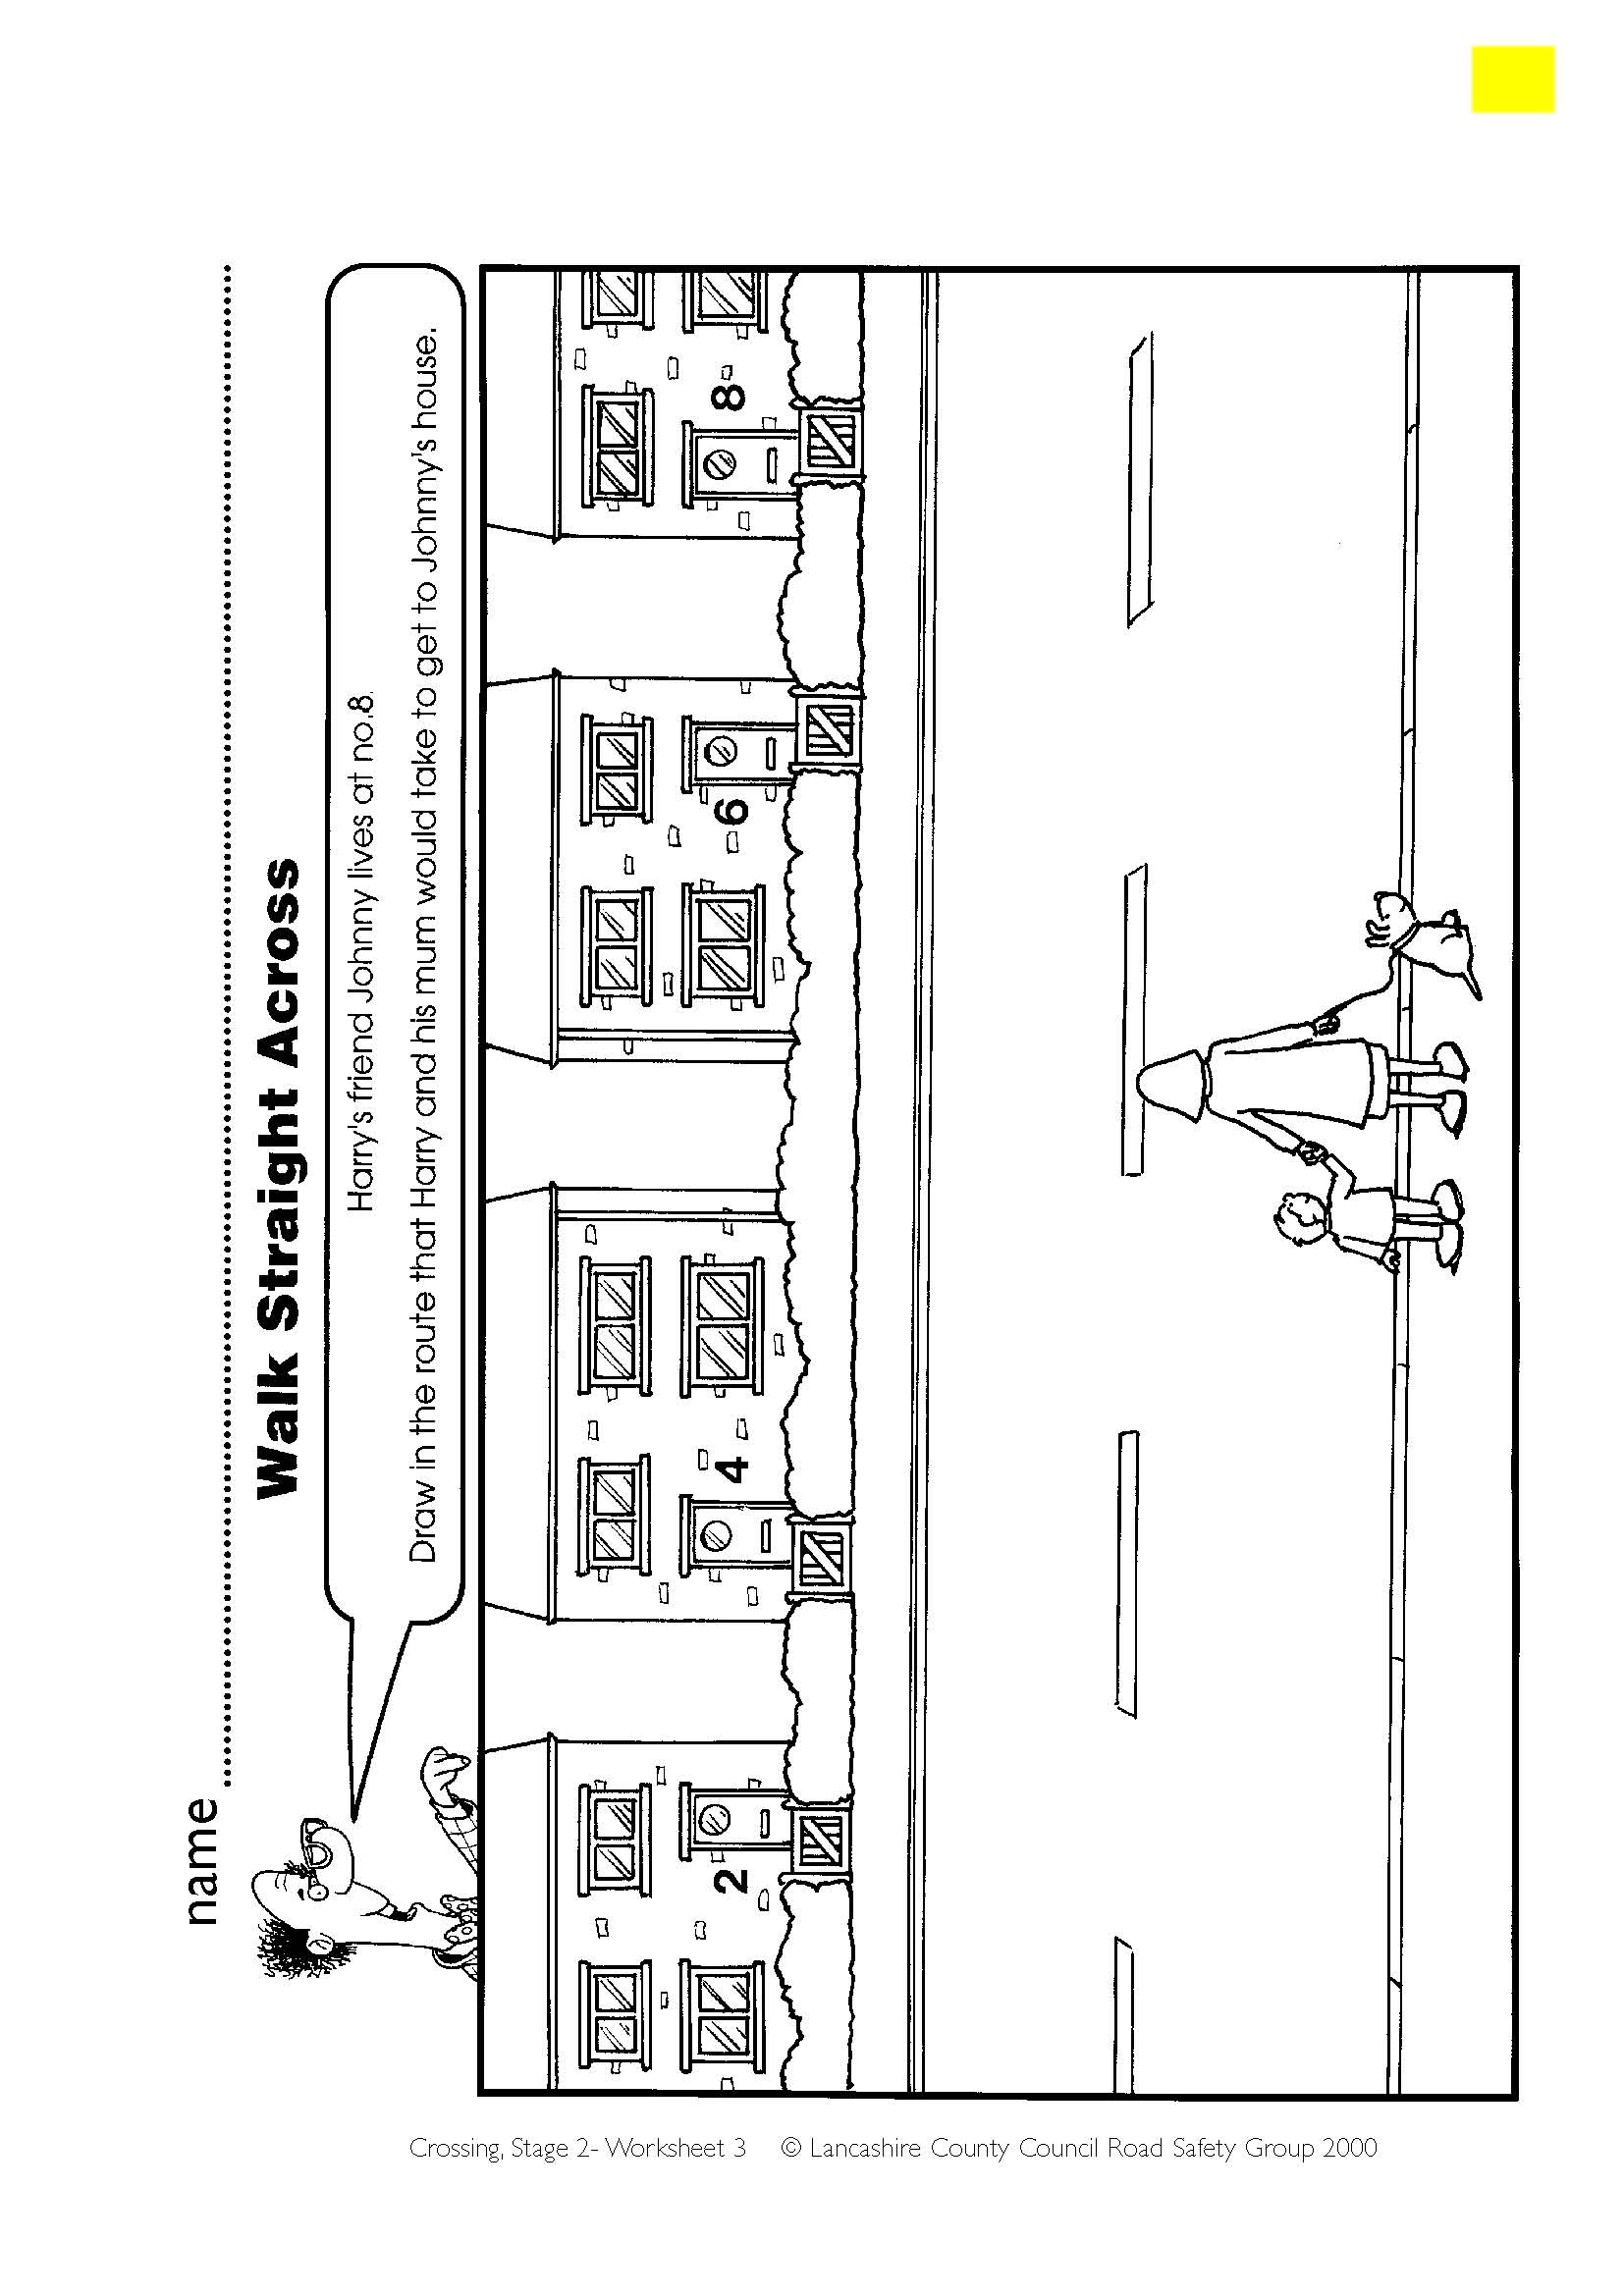 name
Walk Straight Across
Harry's friend Johnny lives at no.8.
Draw in the route that Harry and his mum would take to get to Johnny's house.
2
4
6
8
Crossing, Stage 2- Worksheet 3 © Lancashire County Council Road Safety Group 2000